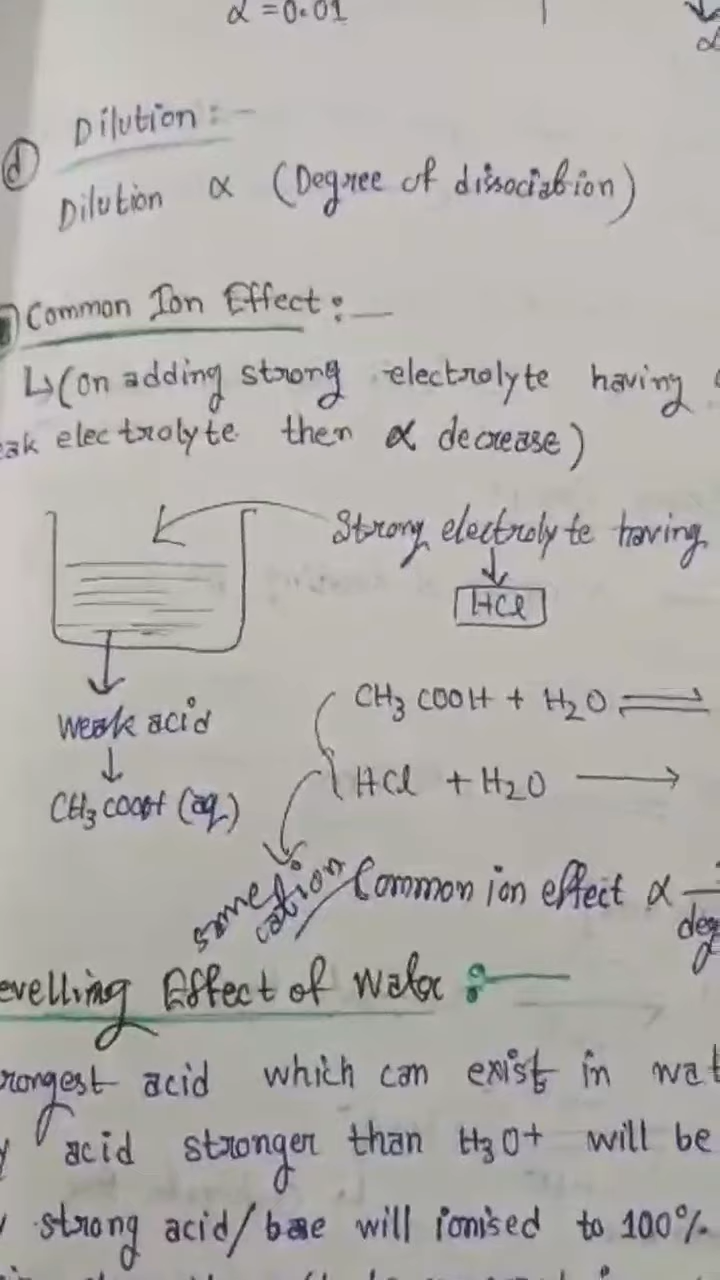 α = 0.01
α
d
Dilution :-
Dilution α (Degree of dissociation)
Common Ion Effect :-
↳ (on adding strong electrolyte having
eak electrolyte then α decrease)
Strong electrolyte having
↓
HCl
↓
weak acid
↓
CH3COOH (aq.)
CH3COOH + H2O ⇌
HCl + H2O →
same cation
Common ion effect α
deg
evelling Effect of Water :-
rongest acid which can exist in wat
y acid stronger than H3O+ will be
y strong acid/base will ionised to 100%